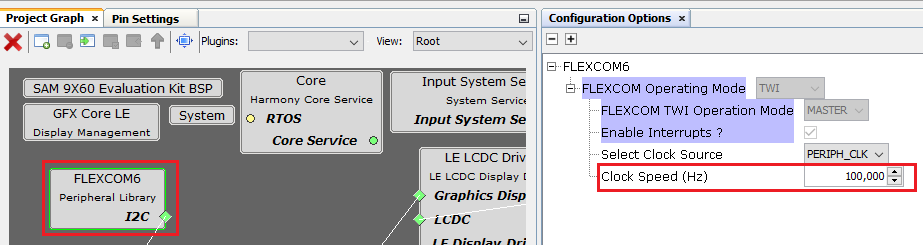 Project Graph
Pin Settings
Plugins:
View: Root
SAM 9X60 Evaluation Kit BSP
GFX Core LE
Display Management
System
Core
Harmony Core Service
RTOS
Core Service
Input System Se
System Service
Input System Ser
FLEXCOM6
Peripheral Library
I2C
LE LCDC Driv
LE LCDC Display D
Graphics Disp
LCDC
LE Display Driver
Configuration Options
FLEXCOM6
FLEXCOM Operating Mode TWI
FLEXCOM TWI Operation Mode MASTER
Enable Interrupts ?
Select Clock Source PERIPH_CLK
Clock Speed (Hz) 100,000